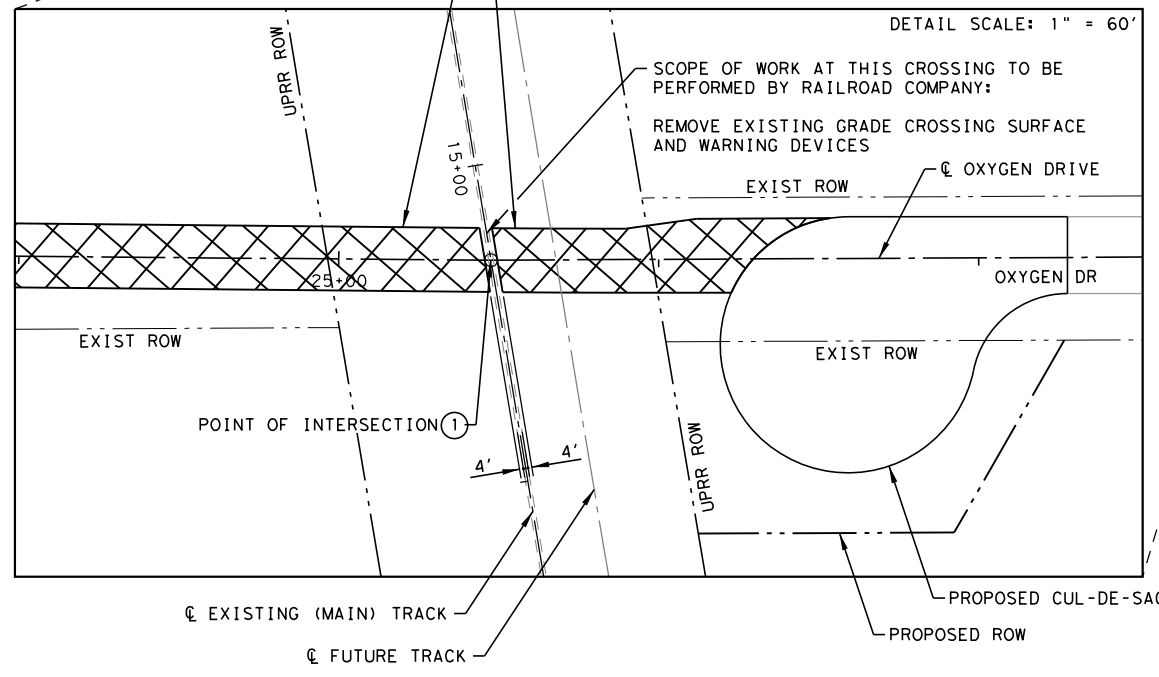 DETAIL SCALE: 1" = 60'
UPRR ROW
SCOPE OF WORK AT THIS CROSSING TO BE
PERFORMED BY RAILROAD COMPANY:
REMOVE EXISTING GRADE CROSSING SURFACE
AND WARNING DEVICES
15+00
℄ OXYGEN DRIVE
EXIST ROW
25+00
OXYGEN DR
EXIST ROW
EXIST ROW
POINT OF INTERSECTION 1
4'
4'
UPRR ROW
℄ EXISTING (MAIN) TRACK
PROPOSED CUL-DE-SAC
PROPOSED ROW
℄ FUTURE TRACK